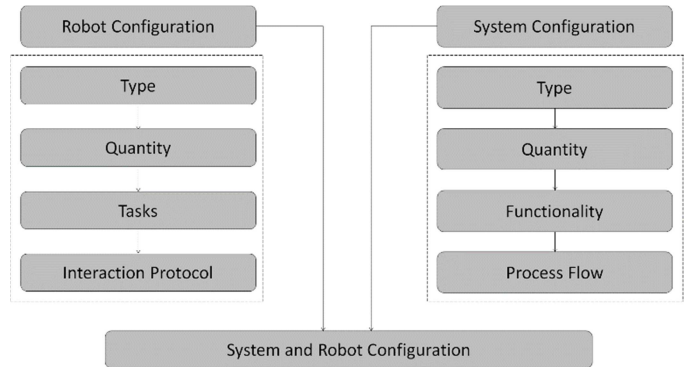 Robot Configuration
Type
Quantity
Tasks
Interaction Protocol
System Configuration
Type
Quantity
Functionality
Process Flow
System and Robot Configuration